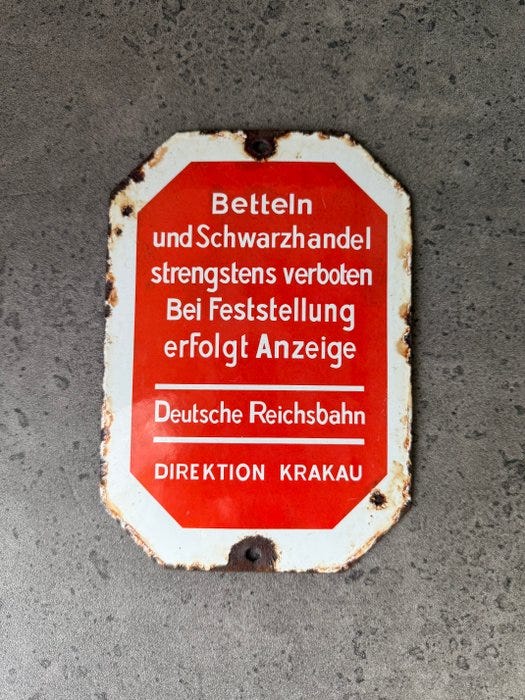 Betteln
und Schwarzhandel
strengstens verboten
Bei Feststellung
erfolgt Anzeige
Deutsche Reichsbahn
DIREKTION KRAKAU